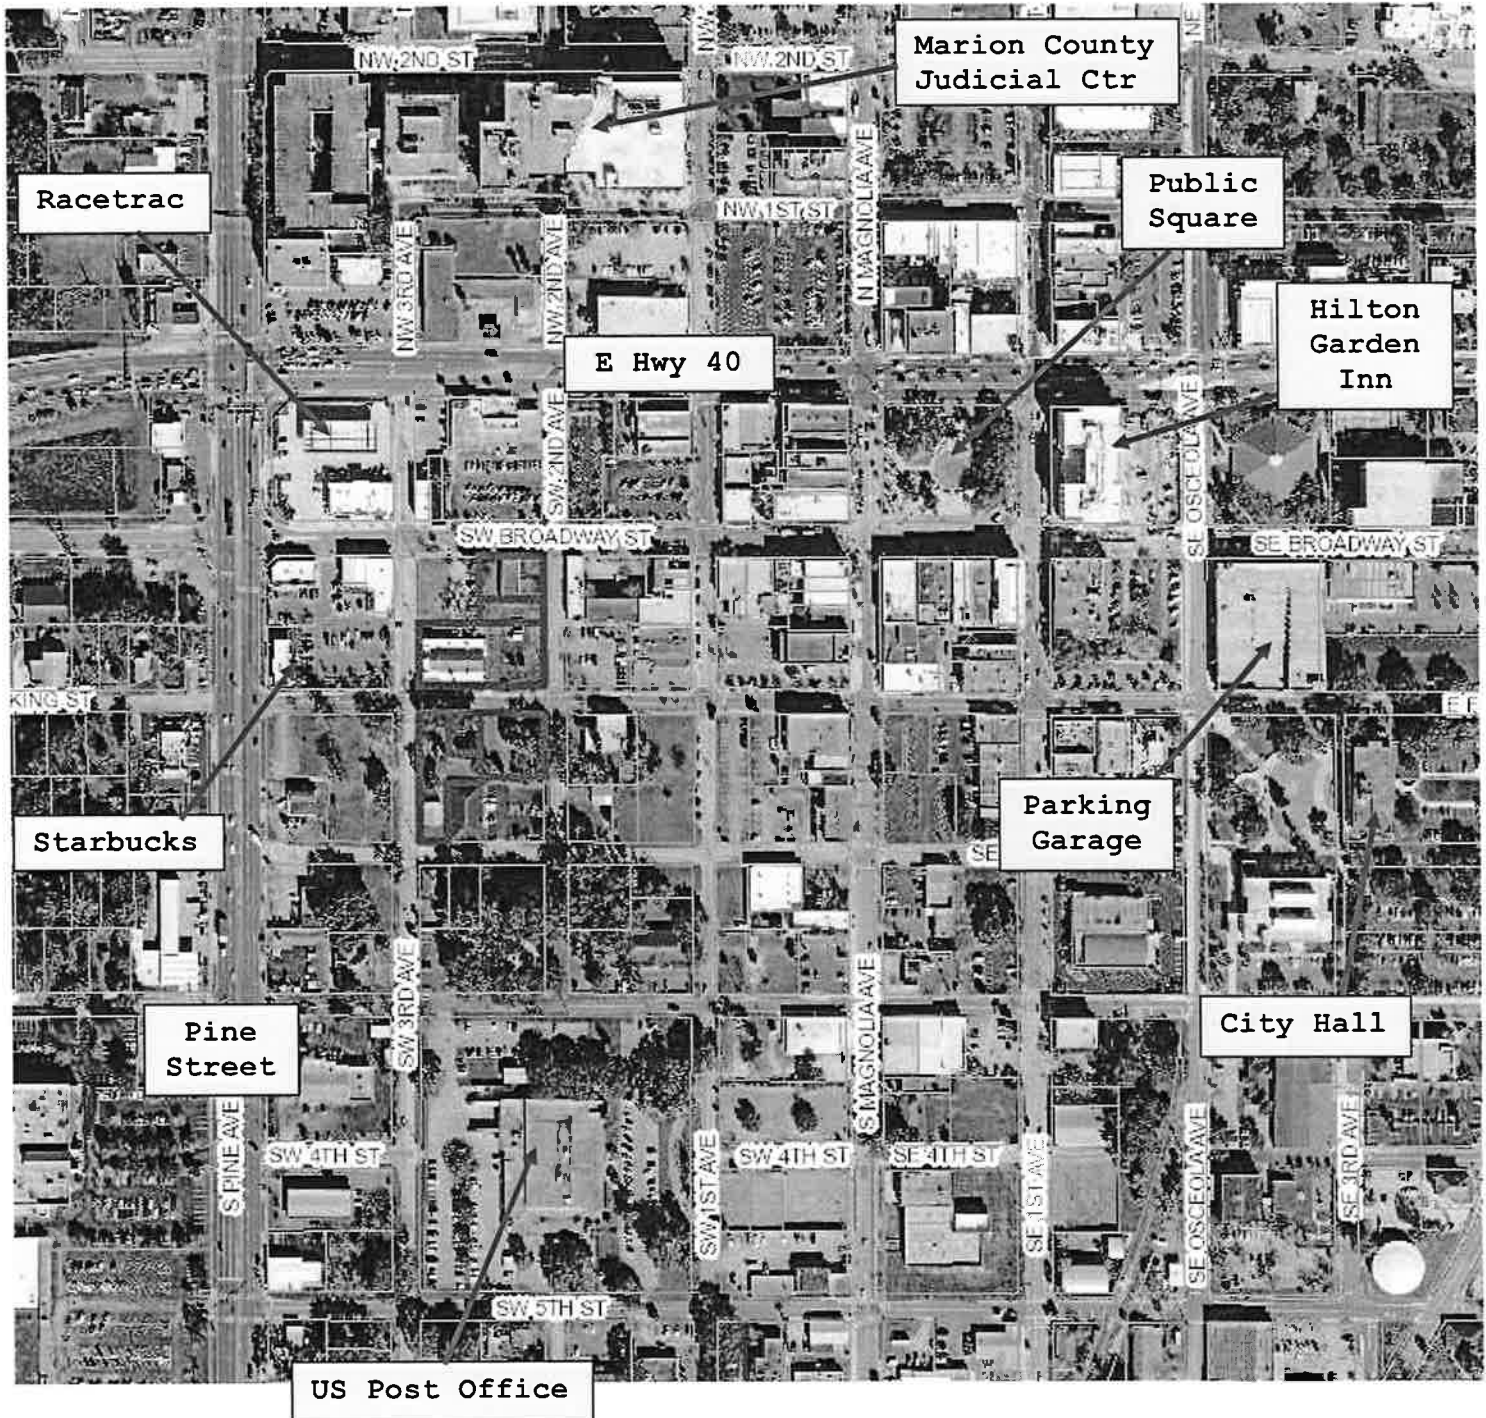 NW 2ND ST
NW
NW 2ND ST
NE
Marion County
Judicial Ctr
N MAGNOLIA AVE
Racetrac
Public
Square
NW 1ST ST
NW 3RD AVE
NW 2ND AVE
Hilton
Garden
Inn
E Hwy 40
SW 2ND AVE
SE OSCEOLA AVE
SW BROADWAY ST
SE BROADWAY ST
KING ST
Starbucks
Parking
Garage
SE
SW 3RD AVE
S MAGNOLIA AVE
Pine
Street
City Hall
S PINE AVE
SW 4TH ST
SW 1ST AVE
SW 4TH ST
SE 4TH ST
SE 1ST AVE
SE OSCEOLA AVE
SE 3RD AVE
SW 5TH ST
US Post Office